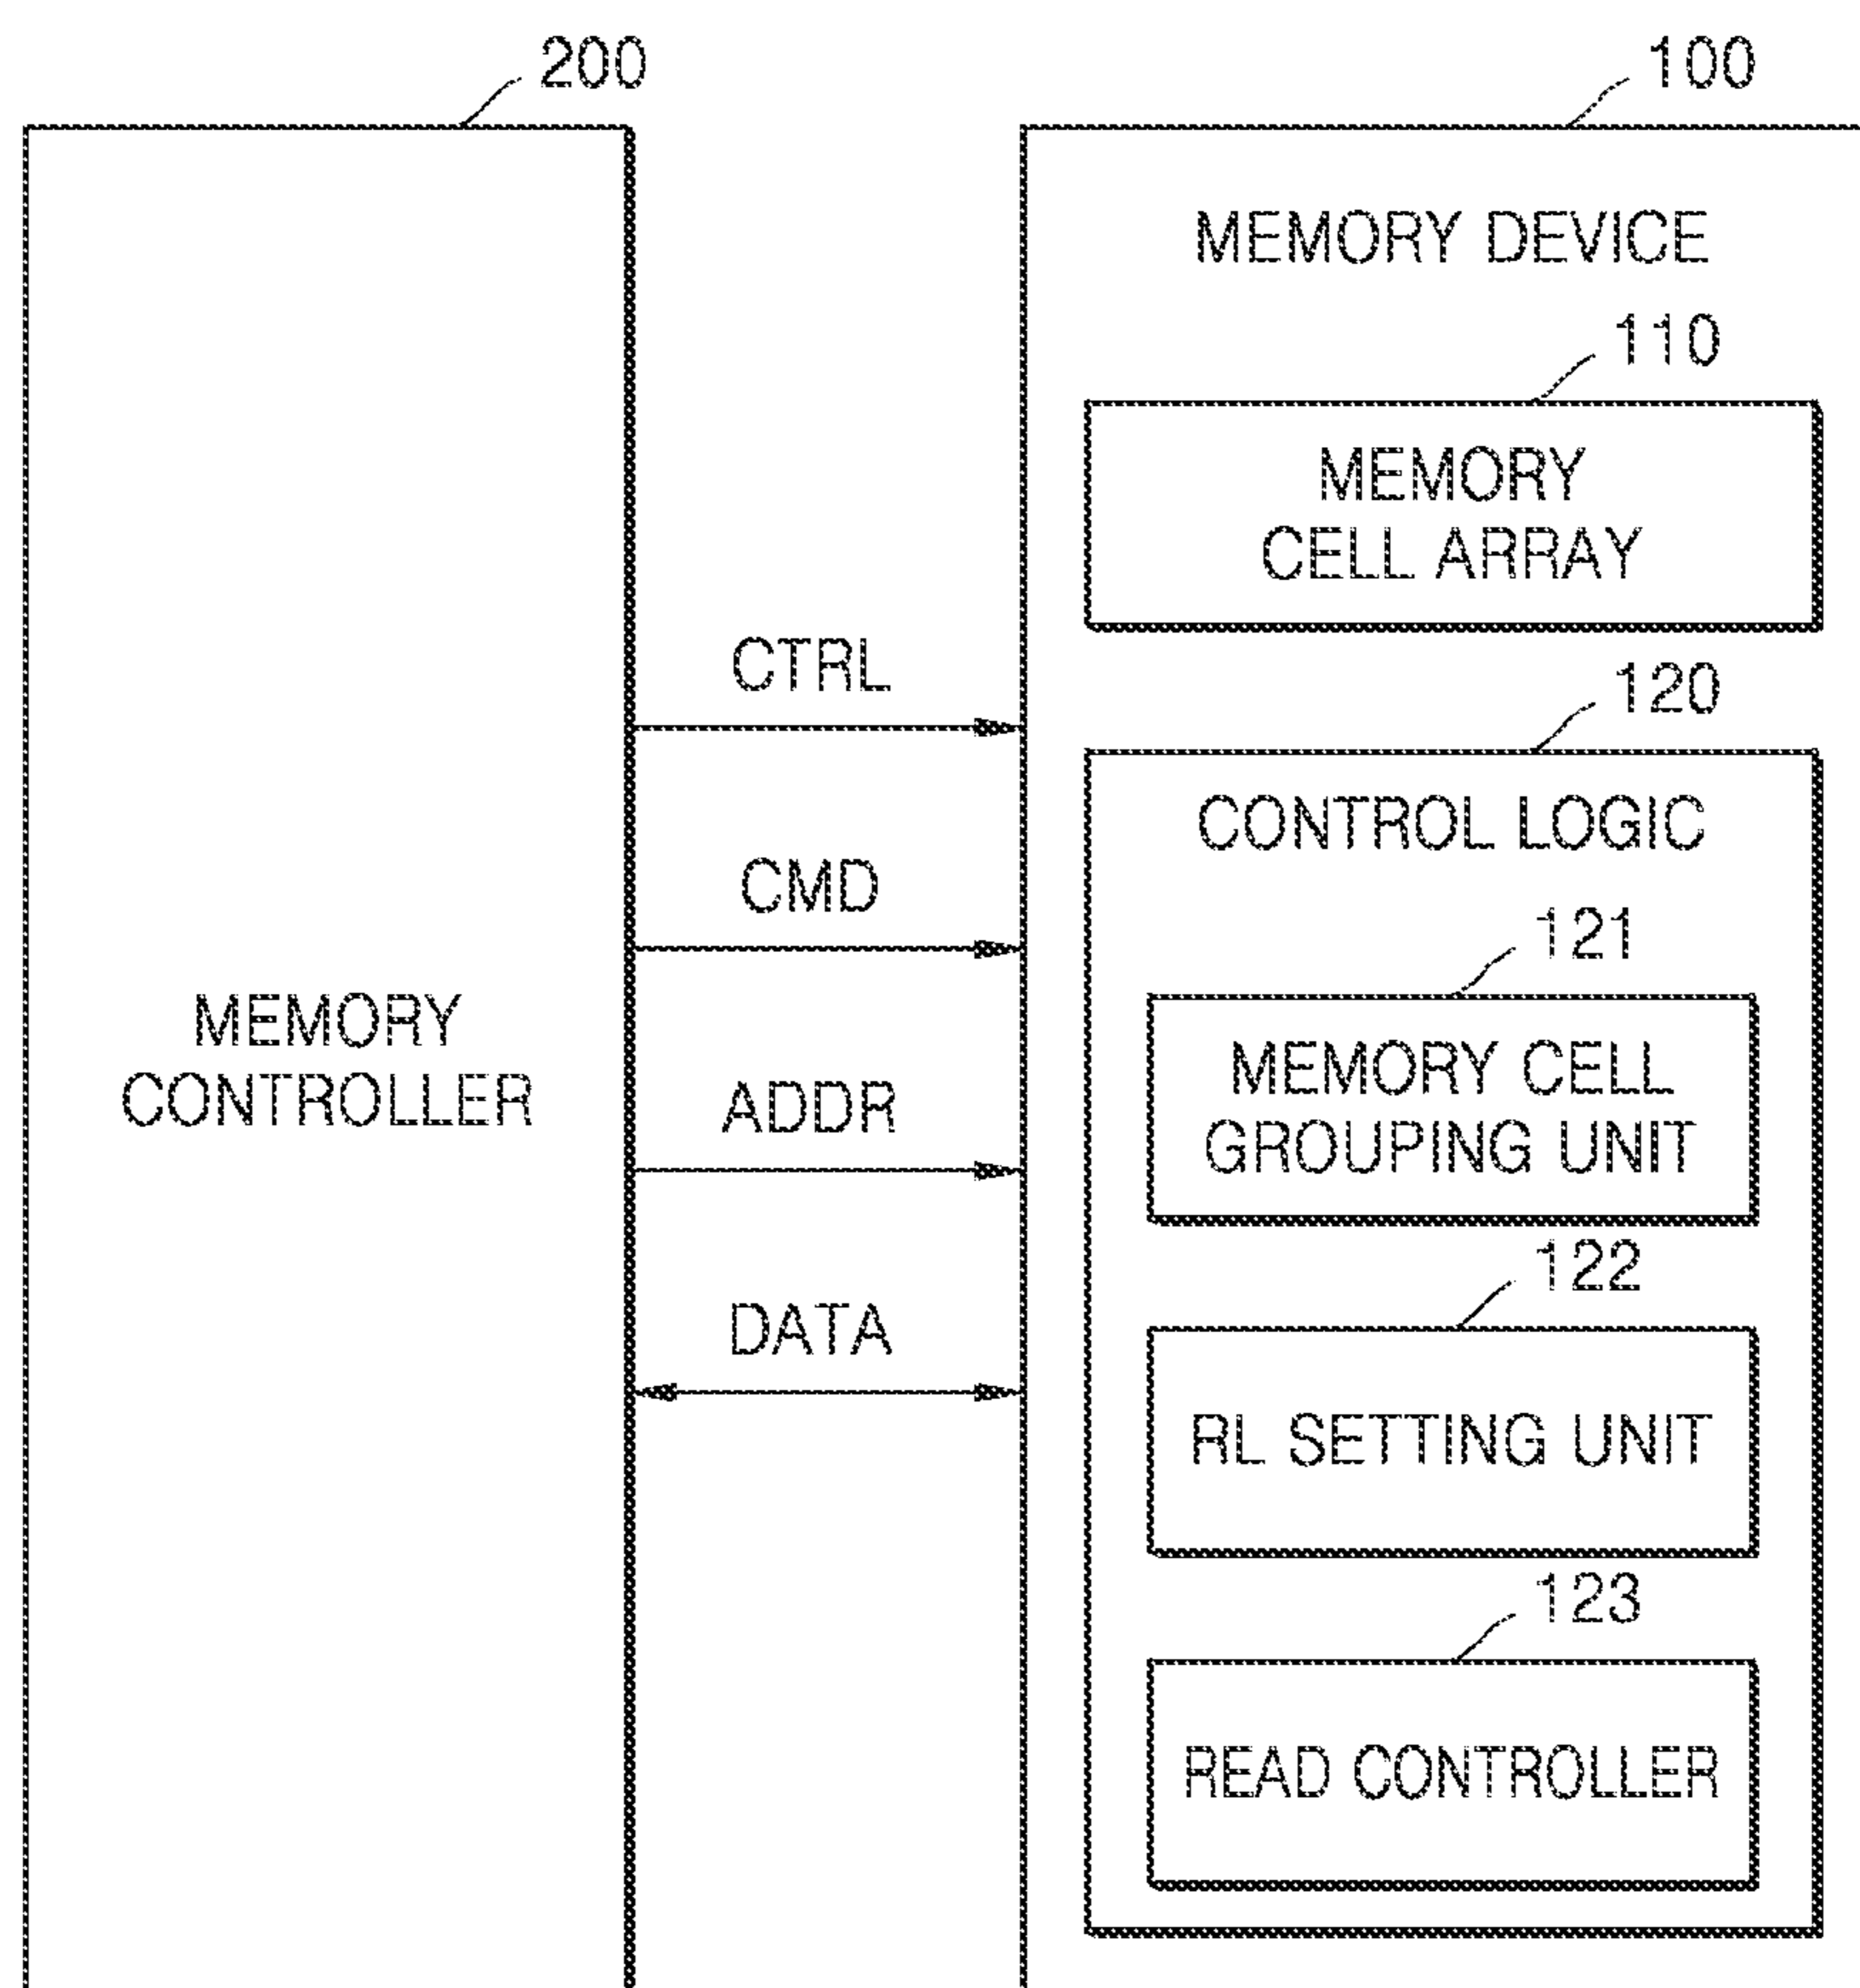 200
100
MEMORY DEVICE
110
MEMORY
CELL ARRAY
CTRL
120
CONTROL LOGIC
CMD
121
MEMORY
CONTROLLER
MEMORY CELL
GROUPING UNIT
ADDR
122
DATA
RL SETTING UNIT
123
READ CONTROLLER